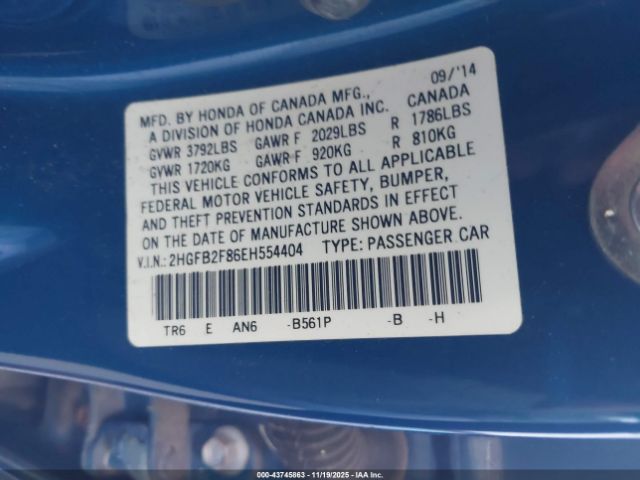 09/'14
MFD. BY HONDA OF CANADA MFG., CANADA
A DIVISION OF HONDA CANADA INC.
GVWR 3792LBS GAWR F 2029LBS R 1786LBS
GVWR 1720KG GAWR F 920KG R 810KG
THIS VEHICLE CONFORMS TO ALL APPLICABLE
FEDERAL MOTOR VEHICLE SAFETY, BUMPER,
AND THEFT PREVENTION STANDARDS IN EFFECT
ON THE DATE OF MANUFACTURE SHOWN ABOVE.
V.I.N.: 2HGFB2F86EH554404 TYPE: PASSENGER CAR
TR6 E AN6 -B561P -B -H
000-43745863 - 11/19/2025 - IAA Inc.